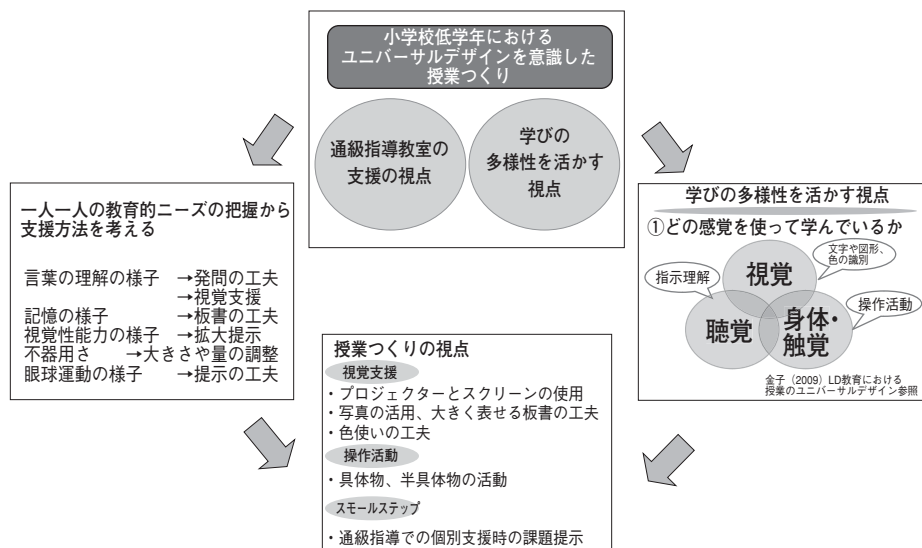 小学校低学年における
ユニバーサルデザインを意識した
授業つくり
通級指導教室の
支援の視点
学びの
多様性を活かす
視点
一人一人の教育的ニーズの把握から
支援方法を考える
言葉の理解の様子 →発問の工夫
→視覚支援
記憶の様子 →板書の工夫
視覚性能力の様子 →拡大提示
不器用さ →大きさや量の調整
眼球運動の様子 →提示の工夫
学びの多様性を活かす視点
①どの感覚を使って学んでいるか
文字や図形、
色の識別
指示理解
視覚
操作活動
聴覚
身体・
触覚
金子（2009）LD教育における
授業のユニバーサルデザイン参照
授業つくりの視点
視覚支援
・プロジェクターとスクリーンの使用
・写真の活用、大きく表せる板書の工夫
・色使いの工夫
操作活動
・具体物、半具体物の活動
スモールステップ
・通級指導での個別支援時の課題提示